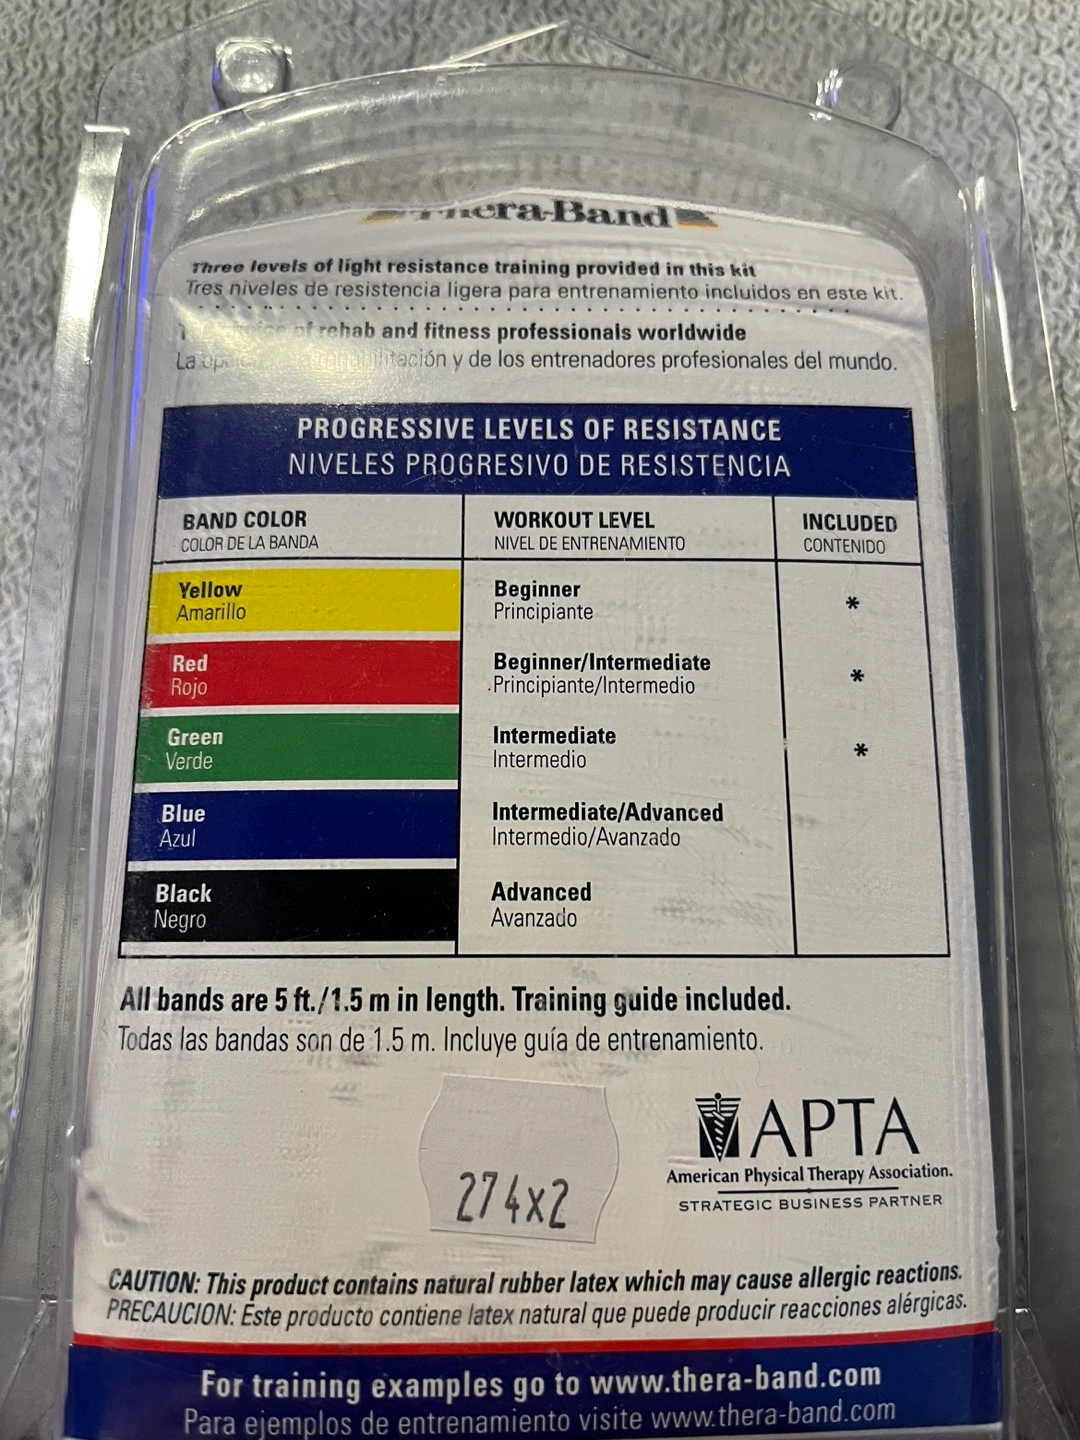 Thera-Band
Three levels of light resistance training provided in this kit
Tres niveles de resistencia ligera para entrenamiento incluidos en este kit.
of rehab and fitness professionals worldwide
La y de los entrenadores profesionales del mundo.
PROGRESSIVE LEVELS OF RESISTANCE
NIVELES PROGRESIVO DE RESISTENCIA
BAND COLOR WORKOUT LEVEL INCLUDED
COLOR DE LA BANDA NIVEL DE ENTRENAMIENTO CONTENIDO
Yellow Beginner *
Amarillo Principiante
Red Beginner/Intermediate *
Rojo Principiante/Intermedio
Green Intermediate *
Verde Intermedio
Blue Intermediate/Advanced
Azul Intermedio/Avanzado
Black Advanced
Negro Avanzado
All bands are 5 ft./1.5 m in length. Training guide included.
Todas las bandas son de 1.5 m. Incluye guía de entrenamiento.
APTA
American Physical Therapy Association.
STRATEGIC BUSINESS PARTNER
274x2
CAUTION: This product contains natural rubber latex which may cause allergic reactions.
PRECAUCION: Este producto contiene latex natural que puede producir reacciones alérgicas.
For training examples go to www.thera-band.com
Para ejemplos de entrenamiento visite www.thera-band.com